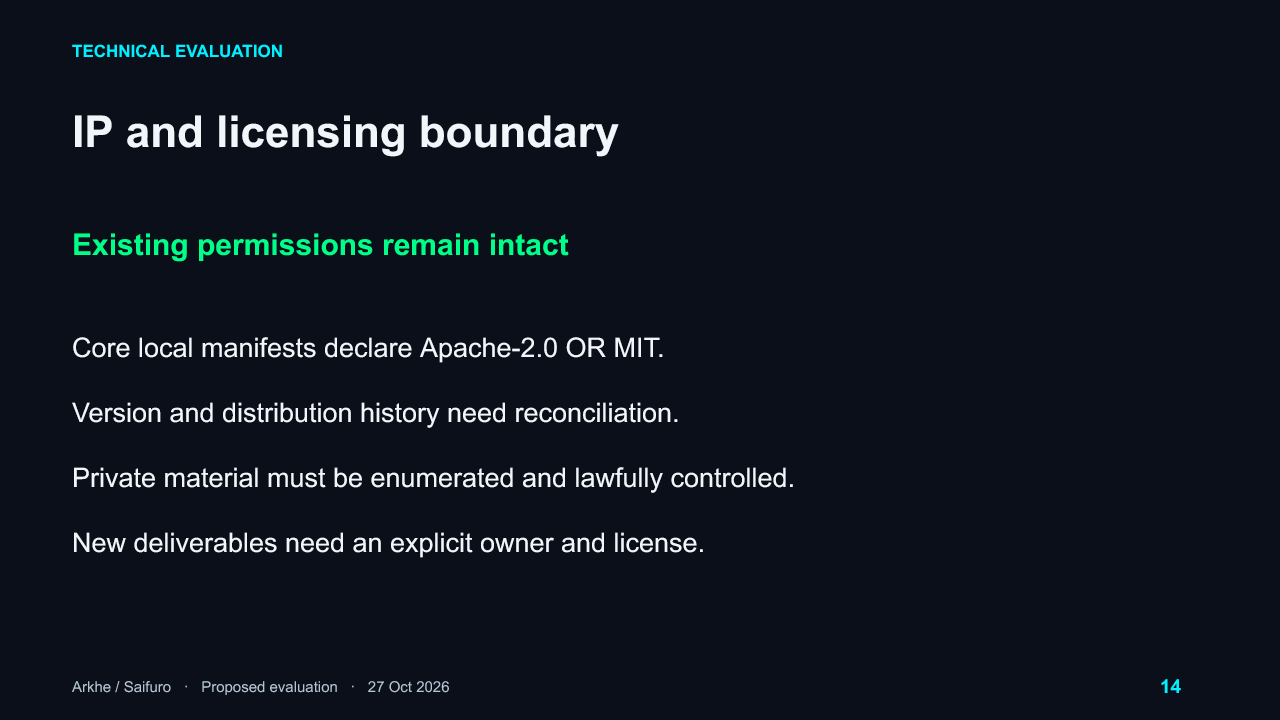 TECHNICAL EVALUATION
IP and licensing boundary
Existing permissions remain intact
Core local manifests declare Apache-2.0 OR MIT.
Version and distribution history need reconciliation.
Private material must be enumerated and lawfully controlled.
New deliverables need an explicit owner and license.
Arkhe / Saifuro · Proposed evaluation · 27 Oct 2026
14